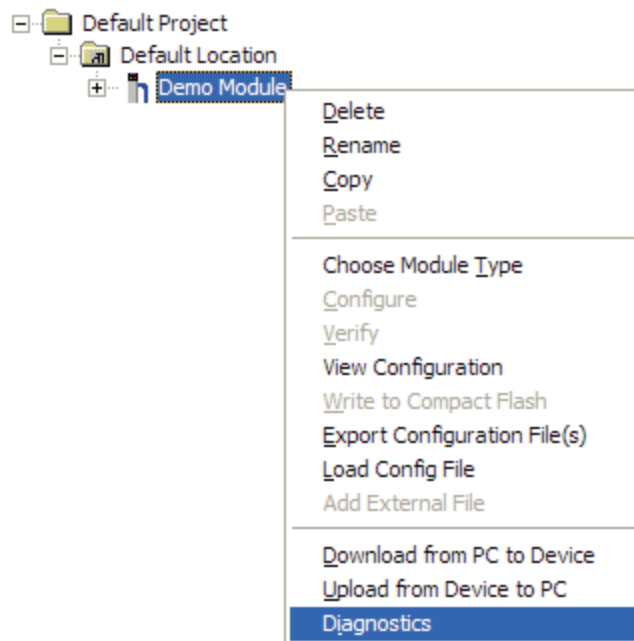 Default Project
Default Location
Demo Module
Delete
Rename
Copy
Paste
Choose Module Type
Configure
Verify
View Configuration
Write to Compact Flash
Export Configuration File(s)
Load Config File
Add External File
Download from PC to Device
Upload from Device to PC
Diagnostics